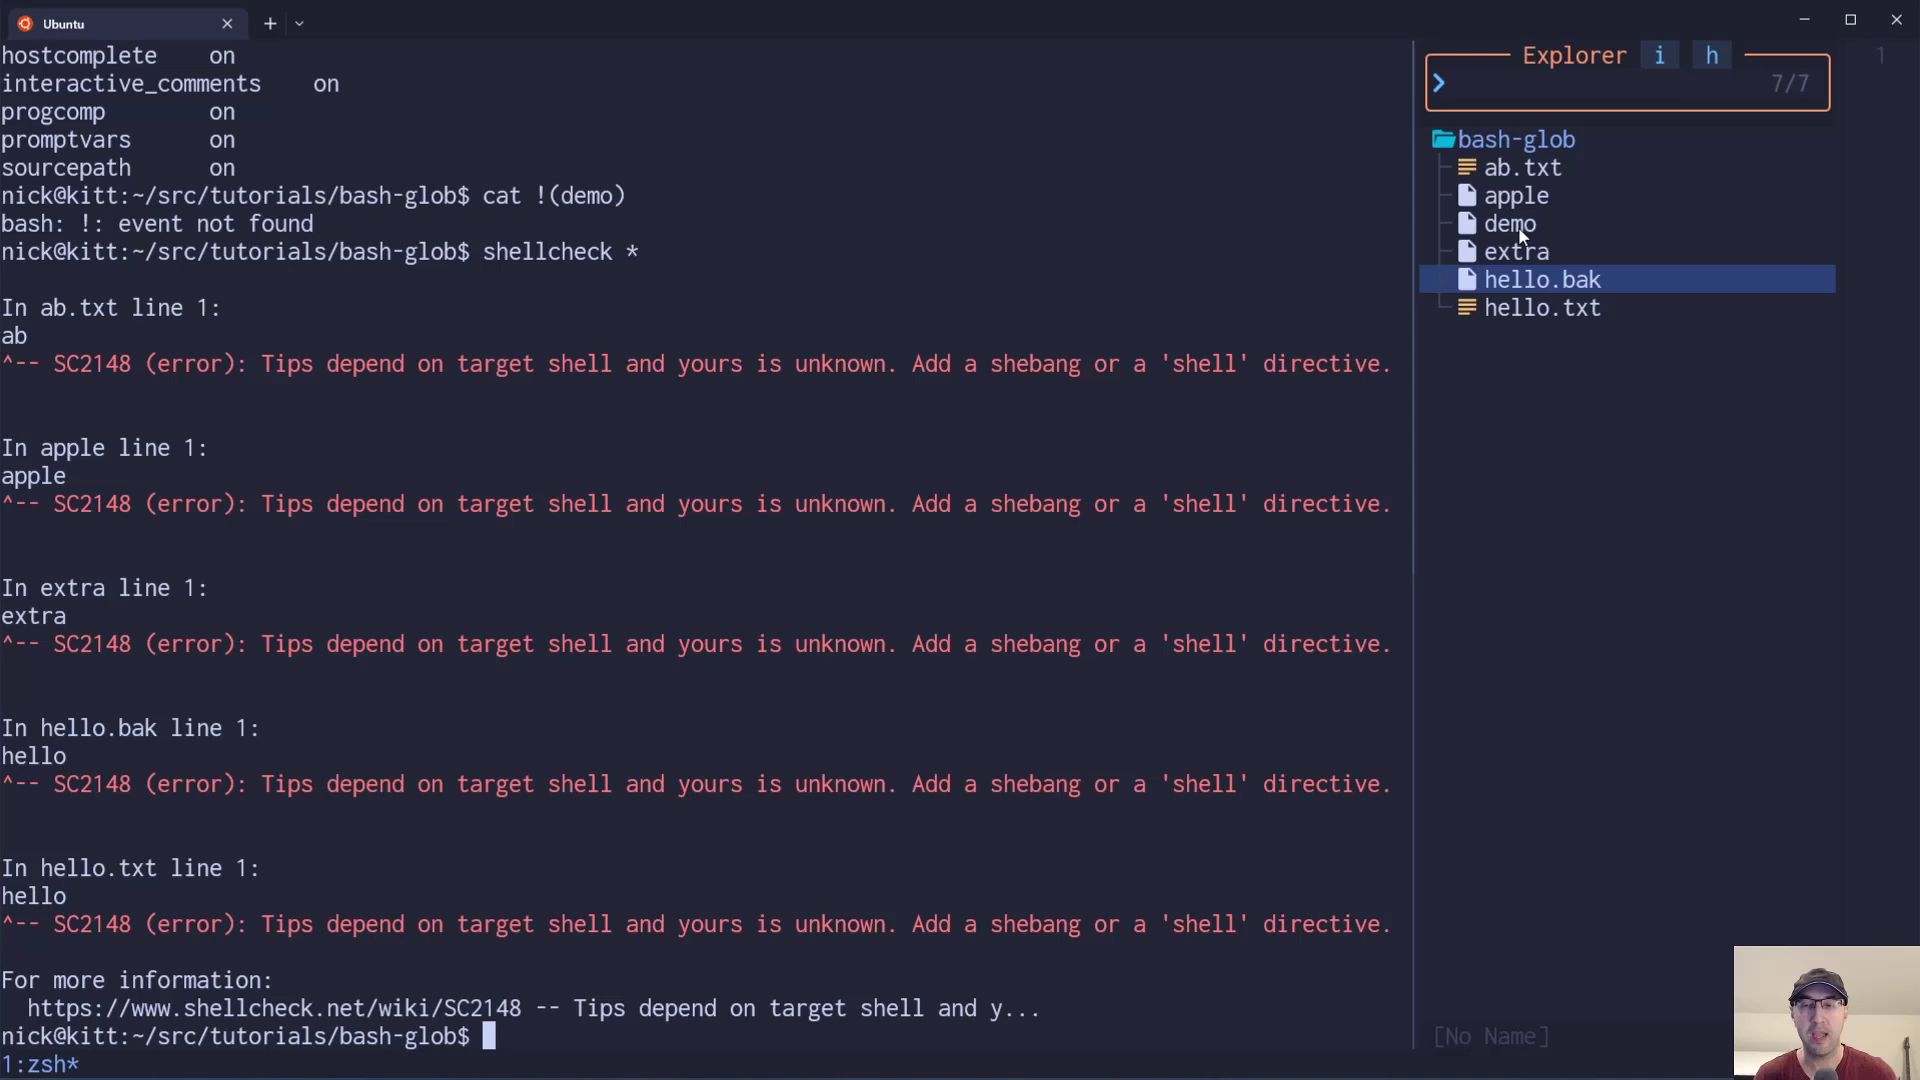 Ubuntu
hostcomplete on
interactive_comments on
progcomp on
promptvars on
sourcepath on
nick@kitt:~/src/tutorials/bash-glob$ cat !(demo)
bash: !: event not found
nick@kitt:~/src/tutorials/bash-glob$ shellcheck *
In ab.txt line 1:
ab
^-- SC2148 (error): Tips depend on target shell and yours is unknown. Add a shebang or a 'shell' directive.
In apple line 1:
apple
^-- SC2148 (error): Tips depend on target shell and yours is unknown. Add a shebang or a 'shell' directive.
In extra line 1:
extra
^-- SC2148 (error): Tips depend on target shell and yours is unknown. Add a shebang or a 'shell' directive.
In hello.bak line 1:
hello
^-- SC2148 (error): Tips depend on target shell and yours is unknown. Add a shebang or a 'shell' directive.
In hello.txt line 1:
hello
^-- SC2148 (error): Tips depend on target shell and yours is unknown. Add a shebang or a 'shell' directive.
For more information:
https://www.shellcheck.net/wiki/SC2148 -- Tips depend on target shell and y...
nick@kitt:~/src/tutorials/bash-glob$
1:zsh*
Explorer i h
7/7
bash-glob
ab.txt
apple
demo
extra
hello.bak
hello.txt
[No Name]
1